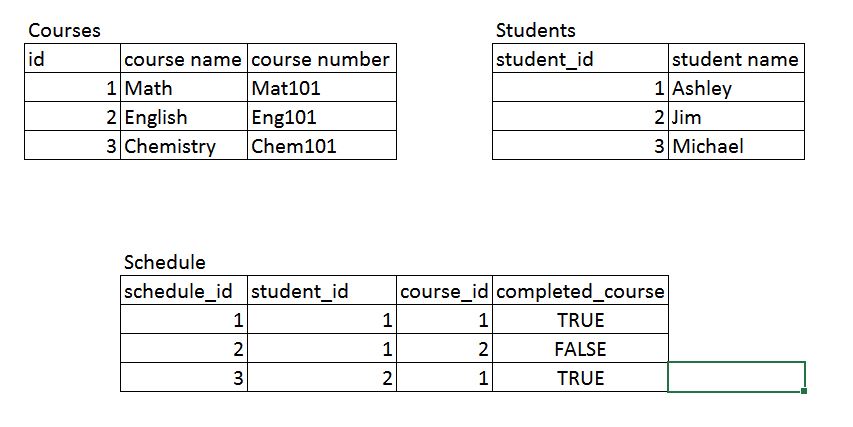 Courses
id course name course number
1 Math Mat101
2 English Eng101
3 Chemistry Chem101
Students
student_id student name
1 Ashley
2 Jim
3 Michael
Schedule
schedule_id student_id course_id completed_course
1 1 1 TRUE
2 1 2 FALSE
3 2 1 TRUE